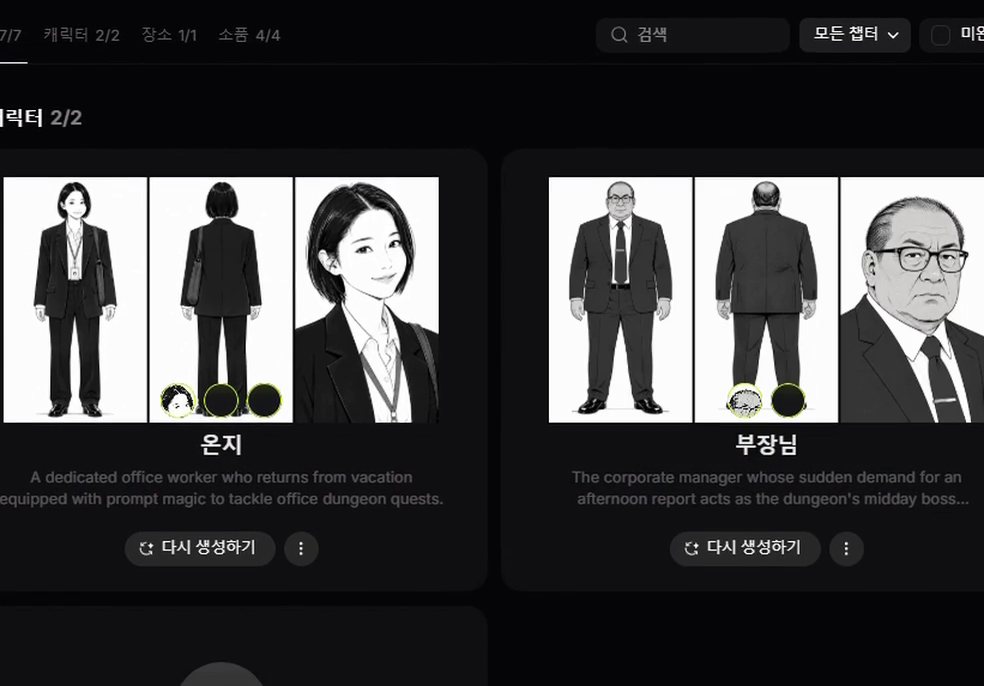 7/7 캐릭터 2/2 장소 1/1 소품 4/4 검색 모든 챕터
릭터 2/2
온지
A dedicated office worker who returns from vacation
equipped with prompt magic to tackle office dungeon quests.
다시 생성하기
부장님
The corporate manager whose sudden demand for an
afternoon report acts as the dungeon's midday boss...
다시 생성하기